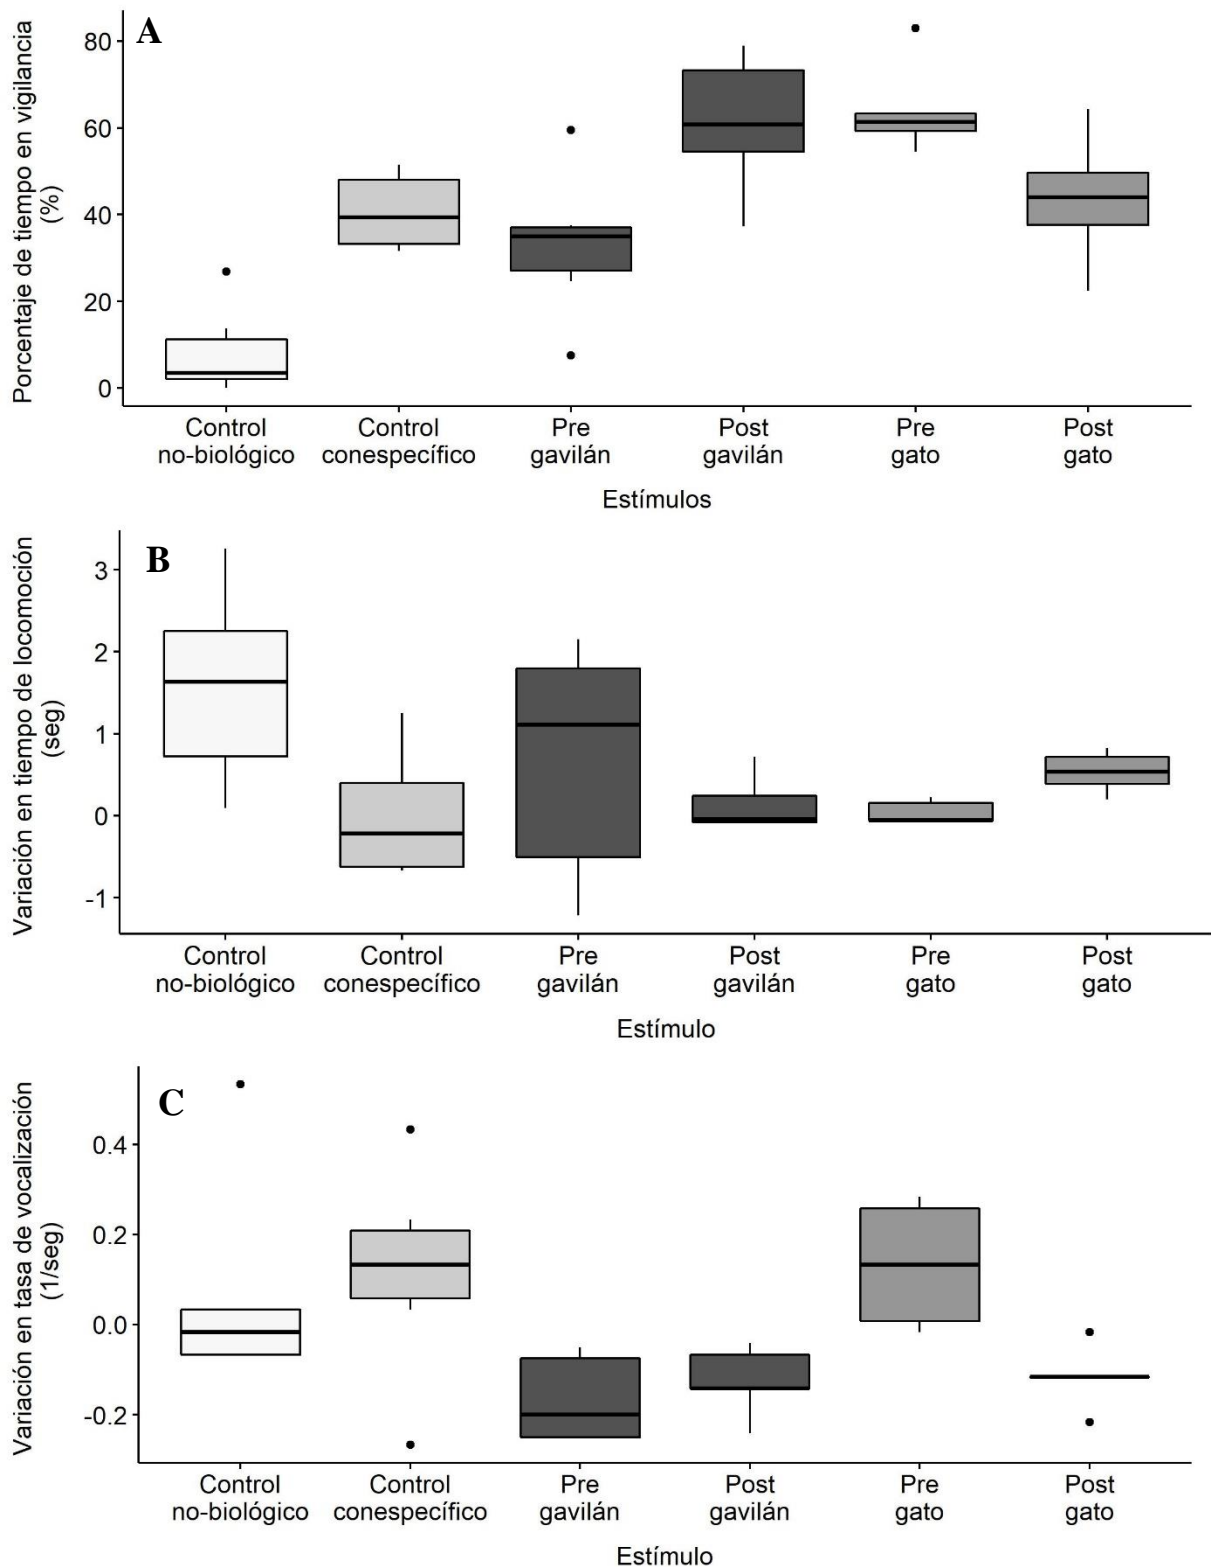 A
Porcentaje de tiempo en vigilancia
(%)
80
60
40
20
0
Control
no-biológico
Control
conespecífico
Pre
gavilán
Post
gavilán
Pre
gato
Post
gato
Estímulos
B
Variación en tiempo de locomoción
(seg)
3
2
1
0
-1
Control
no-biológico
Control
conespecífico
Pre
gavilán
Post
gavilán
Pre
gato
Post
gato
Estímulo
C
Variación en tasa de vocalización
(1/seg)
0.4
0.2
0.0
-0.2
Control
no-biológico
Control
conespecífico
Pre
gavilán
Post
gavilán
Pre
gato
Post
gato
Estímulo